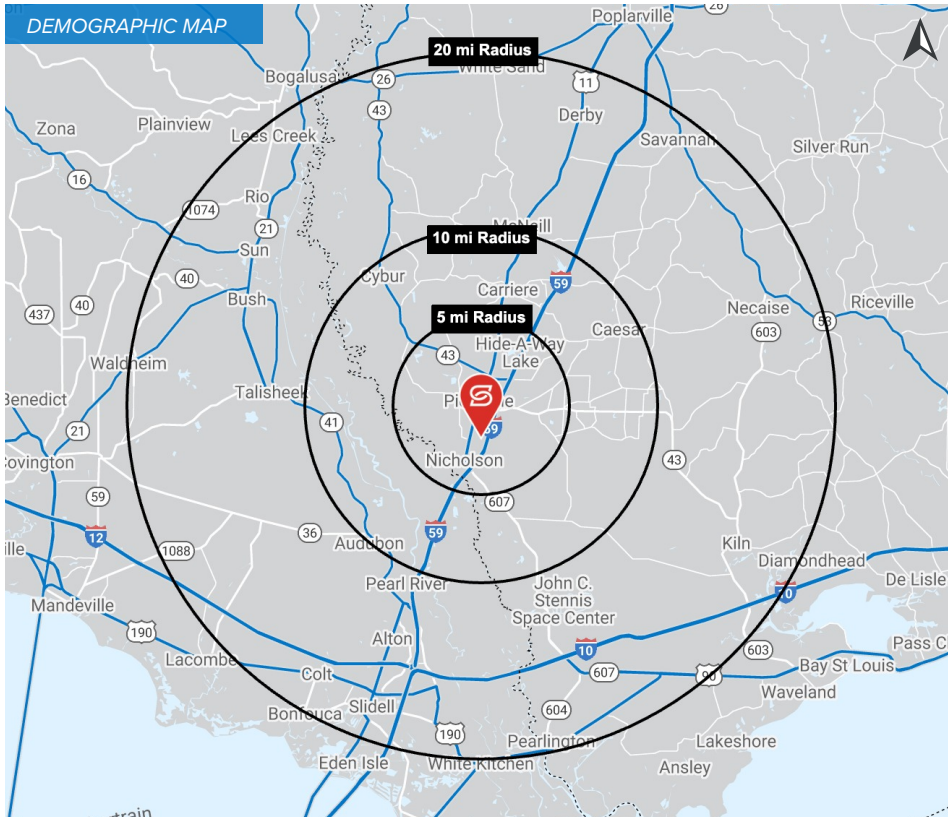 DEMOGRAPHIC MAP
Poplarville
26
20 mi Radius
White Sand
Bogalusa
26
11
43
Derby
Zona
Plainview
Lees Creek
Savannah
Silver Run
16
Rio
1074
21
McNeill
10 mi Radius
Sun
40
Cybur
59
Carriere
Bush
40
437
Necaise
Riceville
5 mi Radius
53
603
Caesar
Hide-A-Way
Lake
43
Waldheim
Talisheek
Benedict
41
21
59
Covington
Nicholson
43
59
607
36
59
12
1088
Audubon
Kiln
Diamondhead
Pearl River
John C.
Stennis
Space Center
De Lisle
10
Mandeville
190
Alton
10
603
Pass C
Lacombe
Colt
607
90
Bay St Louis
Waveland
Slidell
Bonfouca
604
190
Pearlington
Lakeshore
Eden Isle
White Kitchen
Ansley